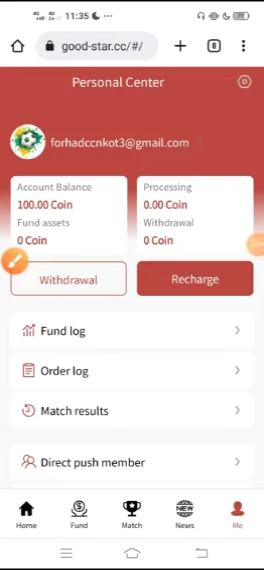 11:35
good-star.cc/#/
8
Personal Center
forhadccnkot3@gmail.com
Account Balance
100.00 Coin
Fund assets
0 Coin
Processing
0.00 Coin
Withdrawal
0 Coin
Withdrawal
Recharge
Fund log
Order log
Match results
Direct push member
Home
Fund
Match
NEW
News
Me